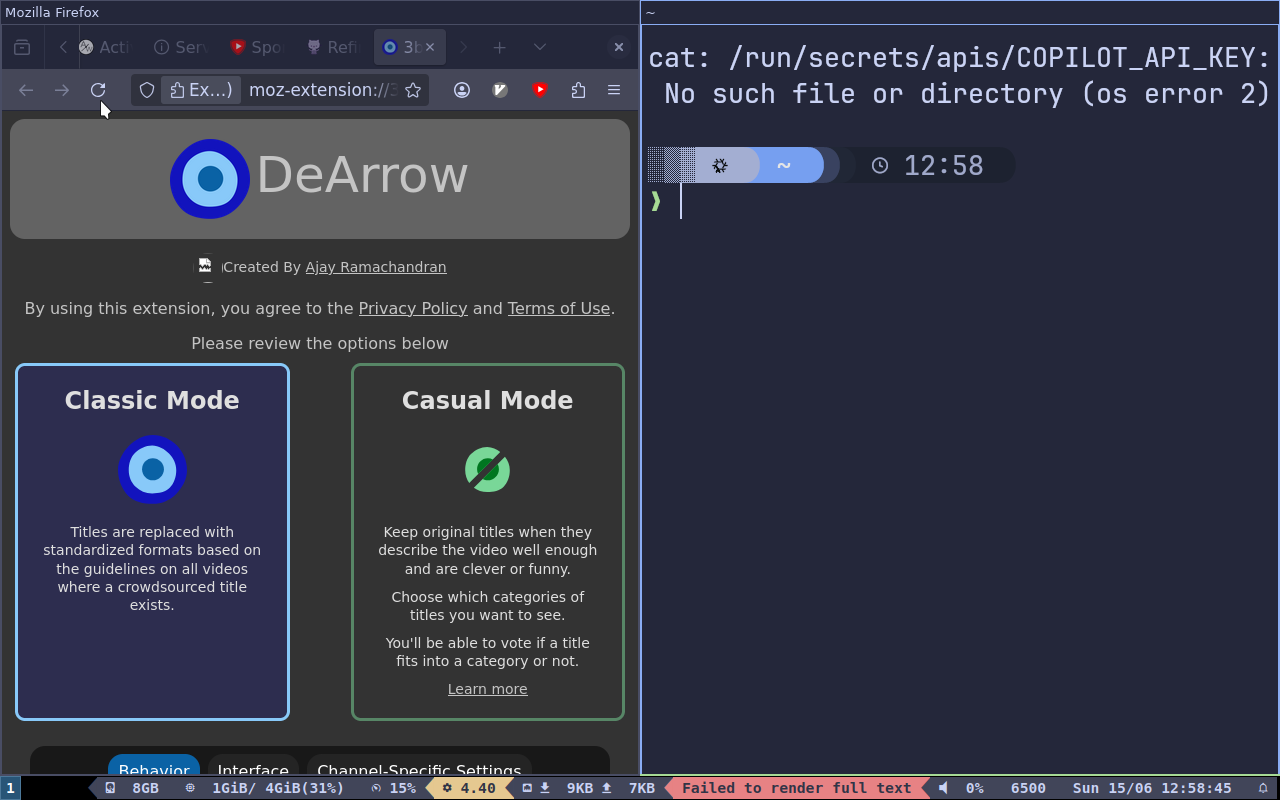 Mozilla Firefox
Acti
Serv
Spo
Refi
3b
Ex...)
moz-extension://3
DeArrow
Created By Ajay Ramachandran
By using this extension, you agree to the Privacy Policy and Terms of Use.
Please review the options below
Classic Mode
Titles are replaced with
standardized formats based on
the guidelines on all videos
where a crowdsourced title
exists.
Casual Mode
Keep original titles when they
describe the video well enough
and are clever or funny.
Choose which categories of
titles you want to see.
You'll be able to vote if a title
fits into a category or not.
Learn more
Behavior
Interface
Channel-Specific Settings
~
cat: /run/secrets/apis/COPILOT_API_KEY:
No such file or directory (os error 2)
~
12:58
❱
1
8GB
1GiB/ 4GiB(31%)
15%
4.40
9KB
7KB
Failed to render full text
0%
6500
Sun 15/06 12:58:45